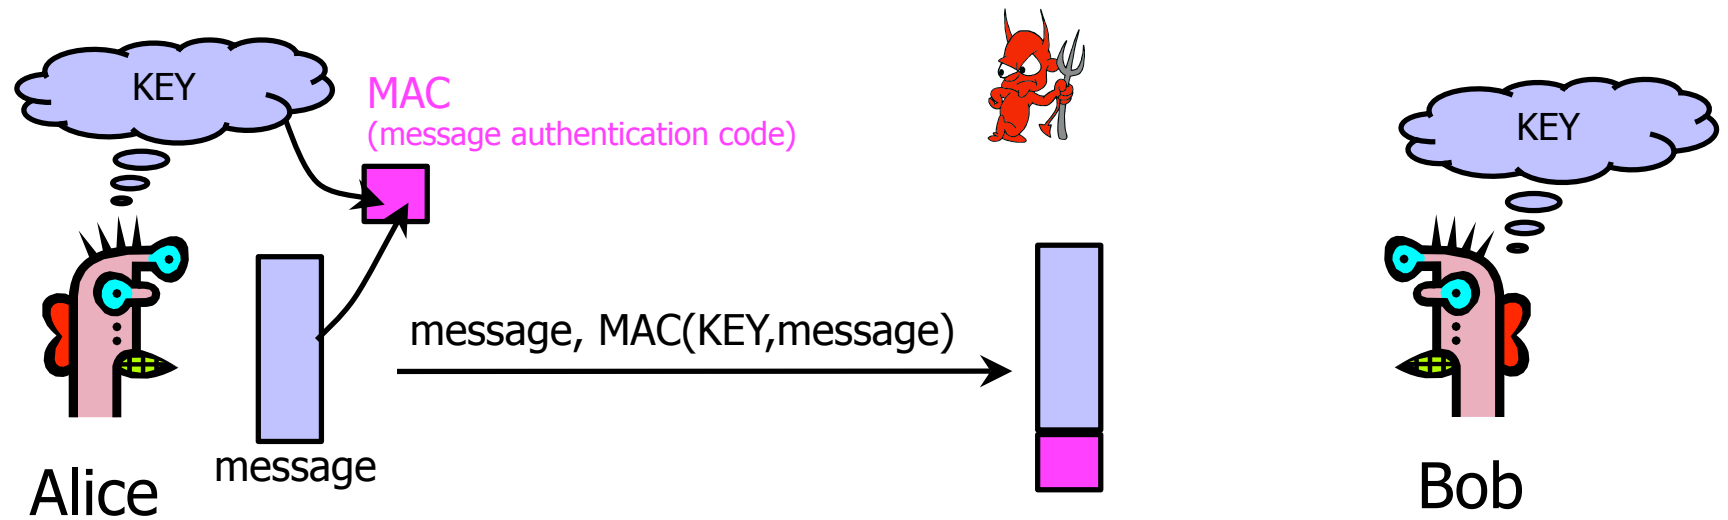 KEY
MAC
(message authentication code)
KEY
message, MAC(KEY,message)
message
Alice
Bob